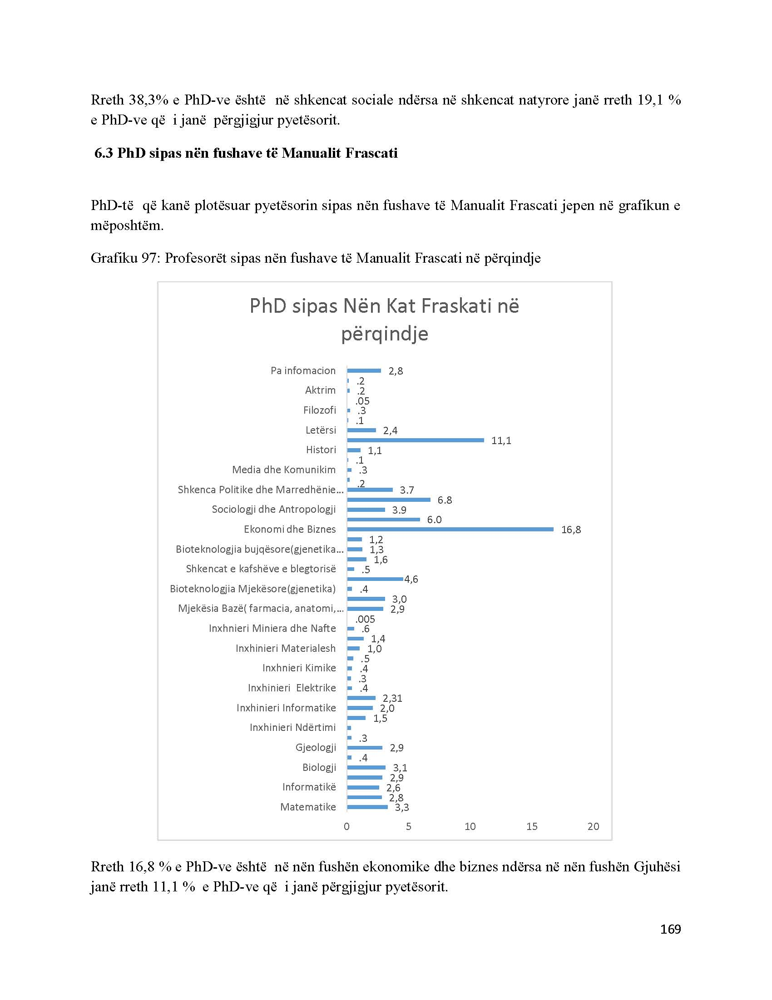 Rreth 38,3% e PhD-ve është në shkencat sociale ndërsa në shkencat natyrore janë rreth 19,1 %
e PhD-ve që i janë përgjigjur pyetësorit.
6.3 PhD sipas nën fushave të Manualit Frascati
PhD-të që kanë plotësuar pyetësorin sipas nën fushave të Manualit Frascati jepen në grafikun e
mëposhtëm.
Grafiku 97: Profesorët sipas nën fushave të Manualit Frascati në përqindje
PhD sipas Nën Kat Fraskati në
përqindje
Pa infomacion 2,8
.2
Aktrim .2
.05
Filozofi .3
.1
Letërsi 2,4
11,1
Histori 1,1
.1
Media dhe Komunikim .3
.2
Shkenca Politike dhe Marredhënie... 3.7
6.8
Sociologji dhe Antropologji 3.9
6.0
Ekonomi dhe Biznes 16,8
1,2
Bioteknologjia bujqësore(gjenetika... 1,3
1,6
Shkencat e kafshëve e blegtorisë .5
4,6
Bioteknologjia Mjekësore(gjenetika) .4
3,0
Mjekësia Bazë( farmacia, anatomi,... 2,9
.005
Inxhnieri Miniera dhe Nafte .6
1,4
Inxhinieri Materialesh 1,0
.5
Inxhnieri Kimike .4
.3
Inxhinieri Elektrike .4
2,31
Inxhinieri Informatike 2,0
1,5
Inxhinieri Ndërtimi
.3
Gjeologji 2,9
.4
Biologji 3,1
2,9
Informatikë 2,6
2,8
Matematike 3,3
0 5 10 15 20
Rreth 16,8 % e PhD-ve është në nën fushën ekonomike dhe biznes ndërsa në nën fushën Gjuhësi
janë rreth 11,1 % e PhD-ve që i janë përgjigjur pyetësorit.
169